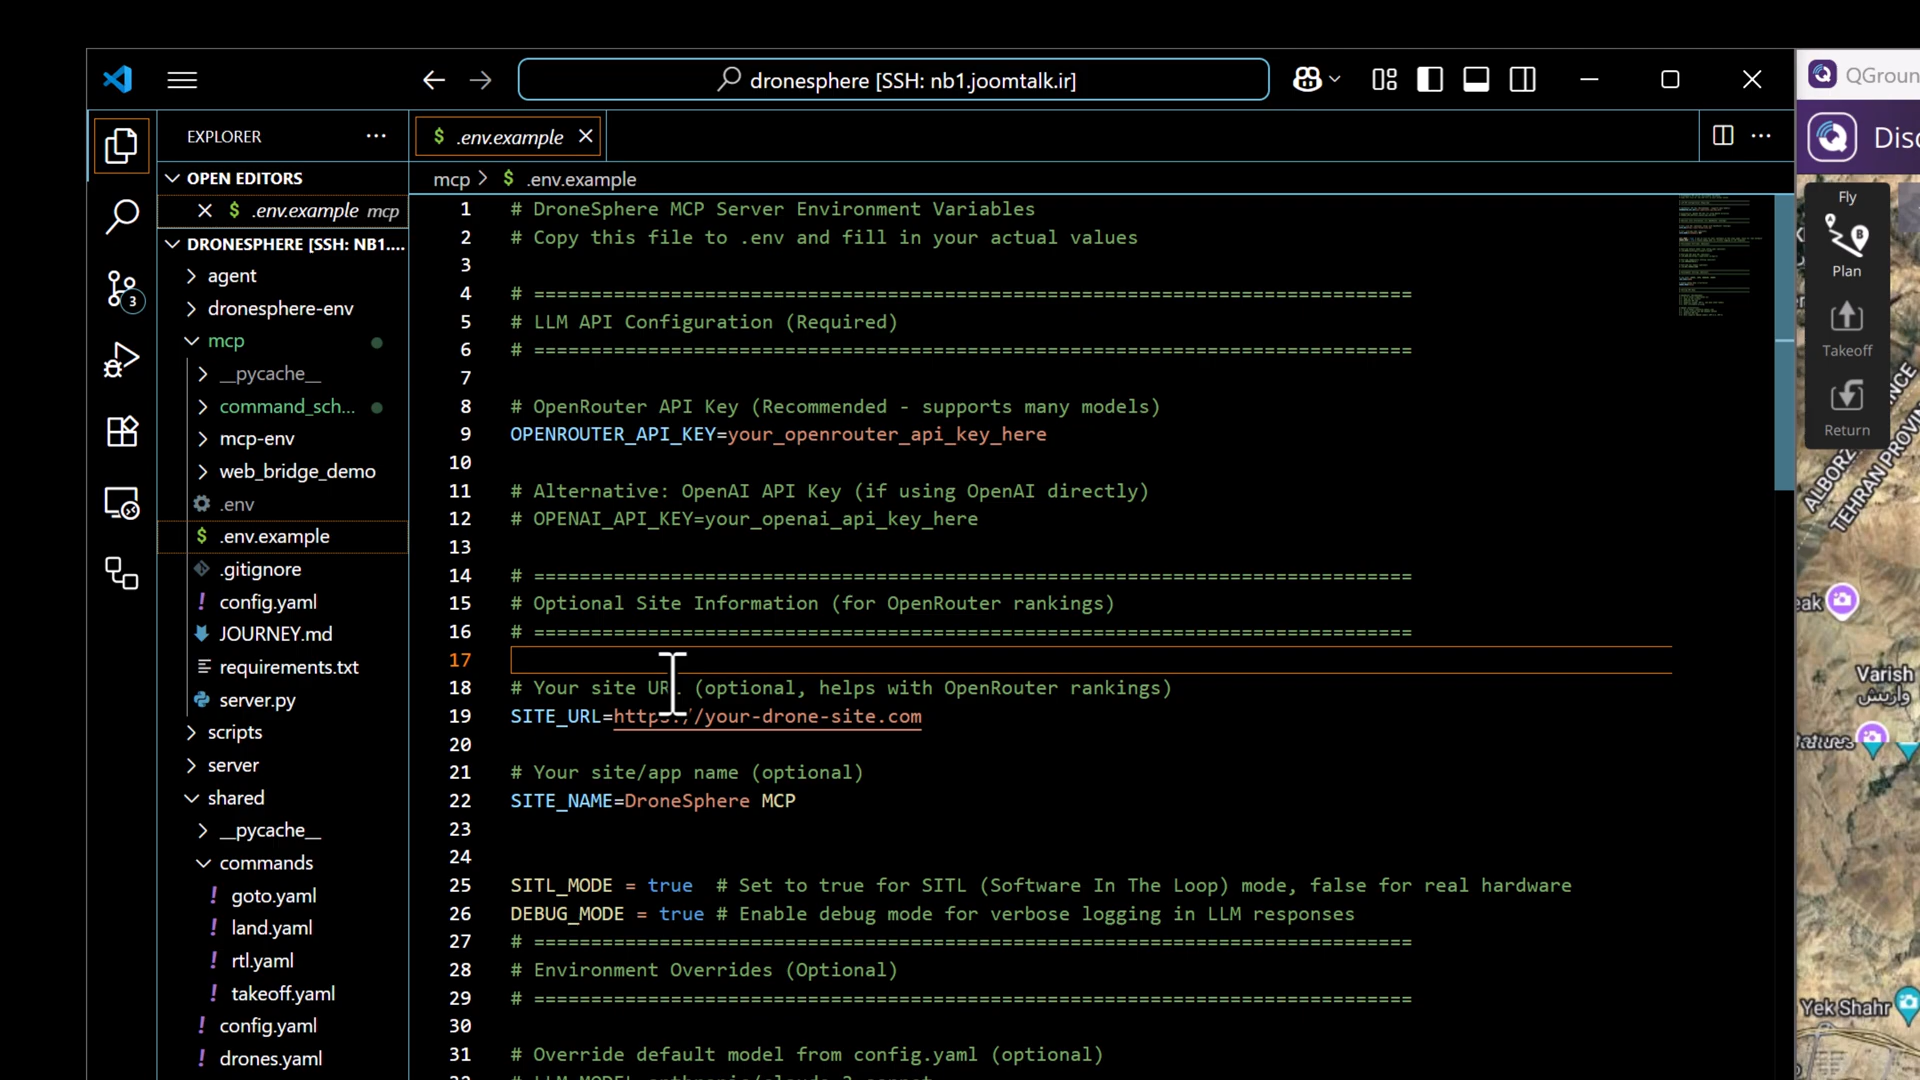 dronesphere [SSH: nb1.joomtalk.ir]
EXPLORER
OPEN EDITORS
$ .env.example mcp
DRONESPHERE [SSH: NB1....
agent
dronesphere-env
mcp
__pycache__
command_sch...
mcp-env
web_bridge_demo
.env
$ .env.example
.gitignore
! config.yaml
JOURNEY.md
requirements.txt
server.py
scripts
server
shared
__pycache__
commands
! goto.yaml
! land.yaml
! rtl.yaml
! takeoff.yaml
! config.yaml
! drones.yaml
3
$ .env.example
mcp > $ .env.example
1 # DroneSphere MCP Server Environment Variables
2 # Copy this file to .env and fill in your actual values
3
4 # =============================================================================
5 # LLM API Configuration (Required)
6 # =============================================================================
7
8 # OpenRouter API Key (Recommended - supports many models)
9 OPENROUTER_API_KEY=your_openrouter_api_key_here
10
11 # Alternative: OpenAI API Key (if using OpenAI directly)
12 # OPENAI_API_KEY=your_openai_api_key_here
13
14 # =============================================================================
15 # Optional Site Information (for OpenRouter rankings)
16 # =============================================================================
17
18 # Your site URL (optional, helps with OpenRouter rankings)
19 SITE_URL=https://your-drone-site.com
20
21 # Your site/app name (optional)
22 SITE_NAME=DroneSphere MCP
23
24
25 SITL_MODE = true # Set to true for SITL (Software In The Loop) mode, false for real hardware
26 DEBUG_MODE = true # Enable debug mode for verbose logging in LLM responses
27 # =============================================================================
28 # Environment Overrides (Optional)
29 # =============================================================================
30
31 # Override default model from config.yaml (optional)
QGroun
Disc
Fly
Plan
Takeoff
Return
ALBORZ
TEHRAN PROVINCE
eak
Varish
واریش
Yek Shahr